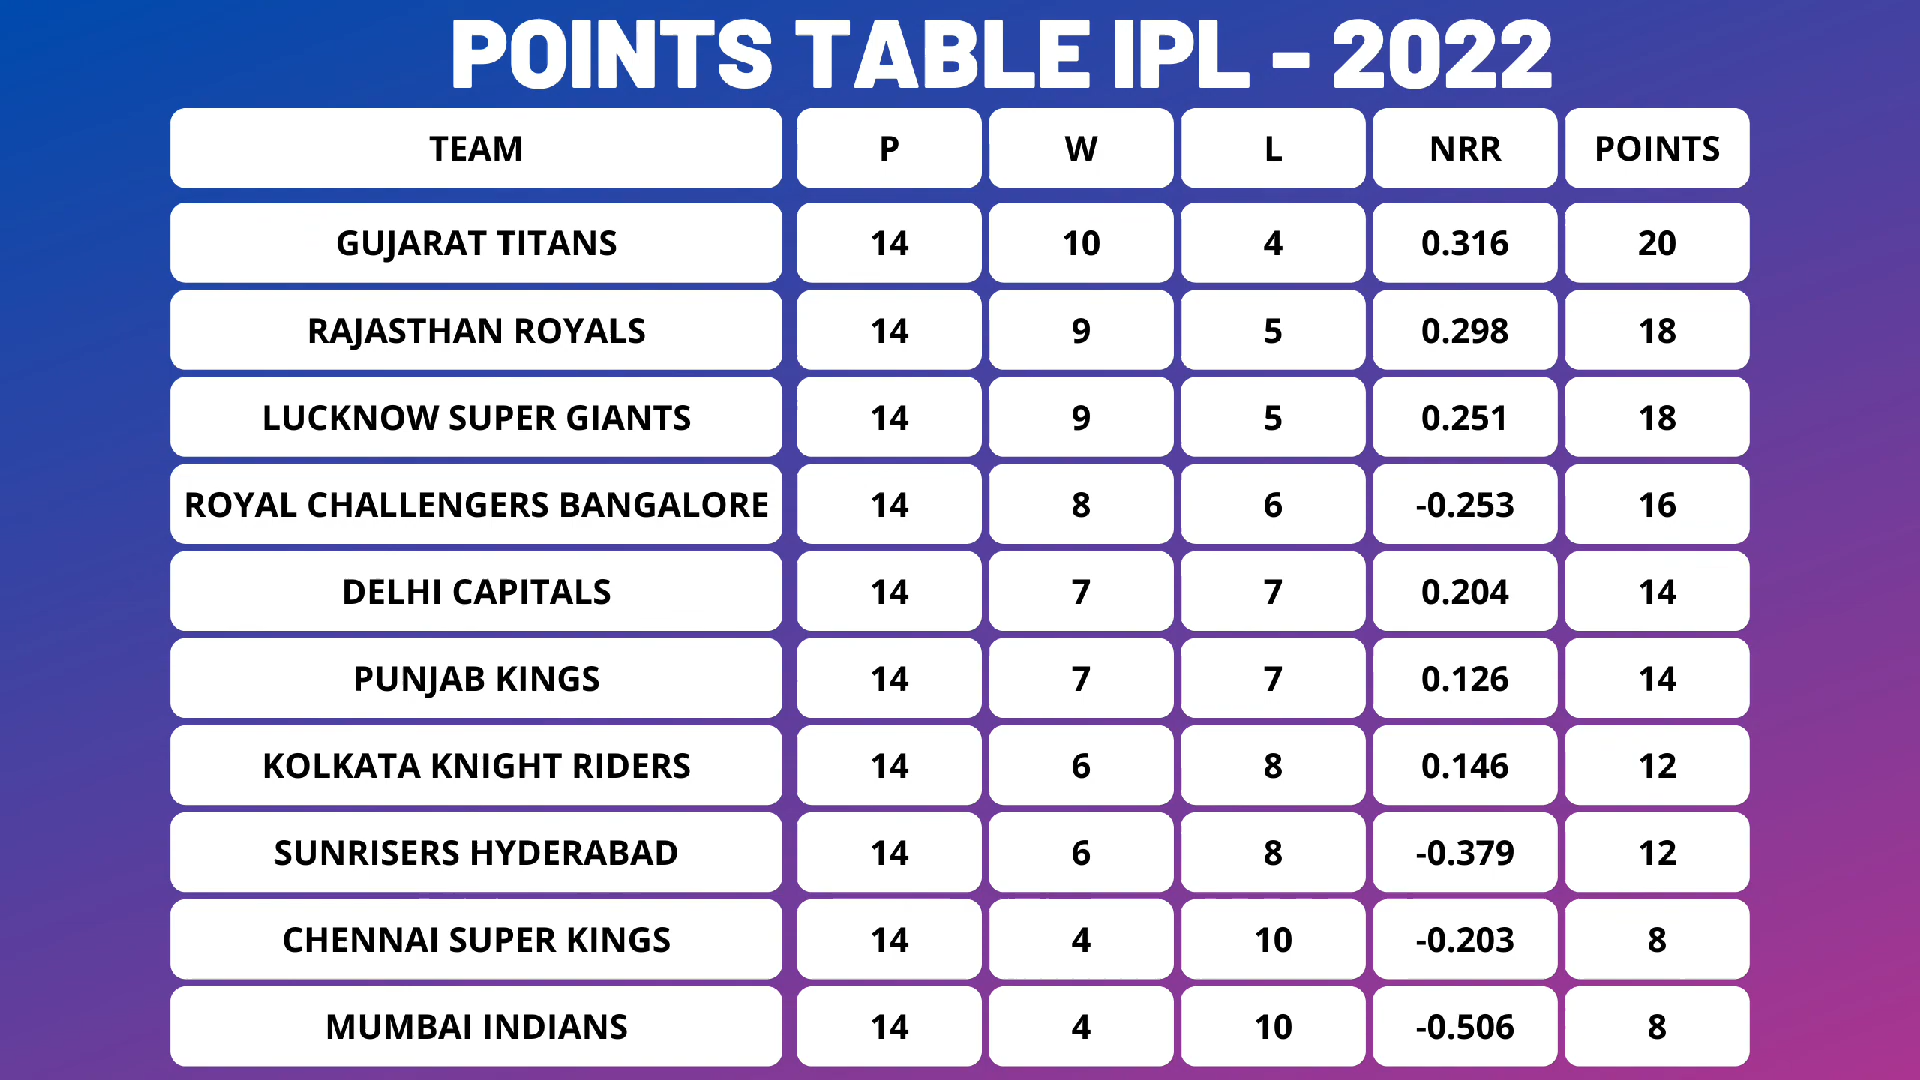 POINTS TABLE IPL - 2022
TEAM P W L NRR POINTS
GUJARAT TITANS 14 10 4 0.316 20
RAJASTHAN ROYALS 14 9 5 0.298 18
LUCKNOW SUPER GIANTS 14 9 5 0.251 18
ROYAL CHALLENGERS BANGALORE 14 8 6 -0.253 16
DELHI CAPITALS 14 7 7 0.204 14
PUNJAB KINGS 14 7 7 0.126 14
KOLKATA KNIGHT RIDERS 14 6 8 0.146 12
SUNRISERS HYDERABAD 14 6 8 -0.379 12
CHENNAI SUPER KINGS 14 4 10 -0.203 8
MUMBAI INDIANS 14 4 10 -0.506 8